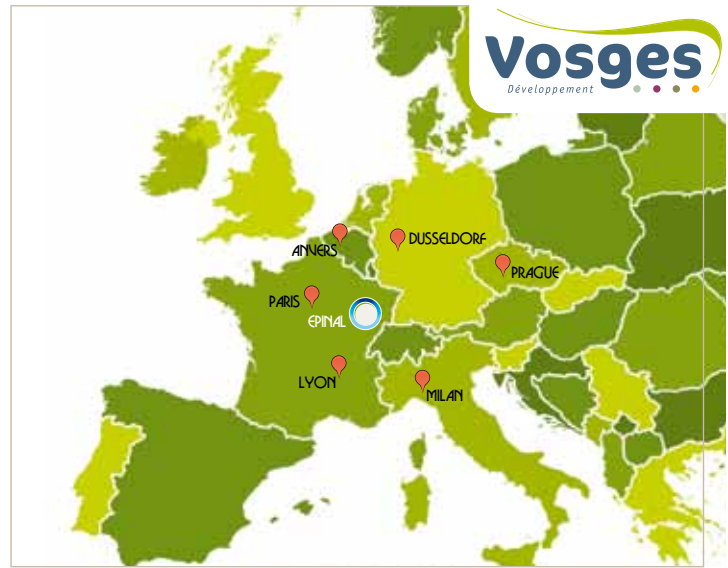 Vosges
Développement
ANVERS
DUSSELDORF
PRAGUE
PARIS
EPINAL
LYON
MILAN